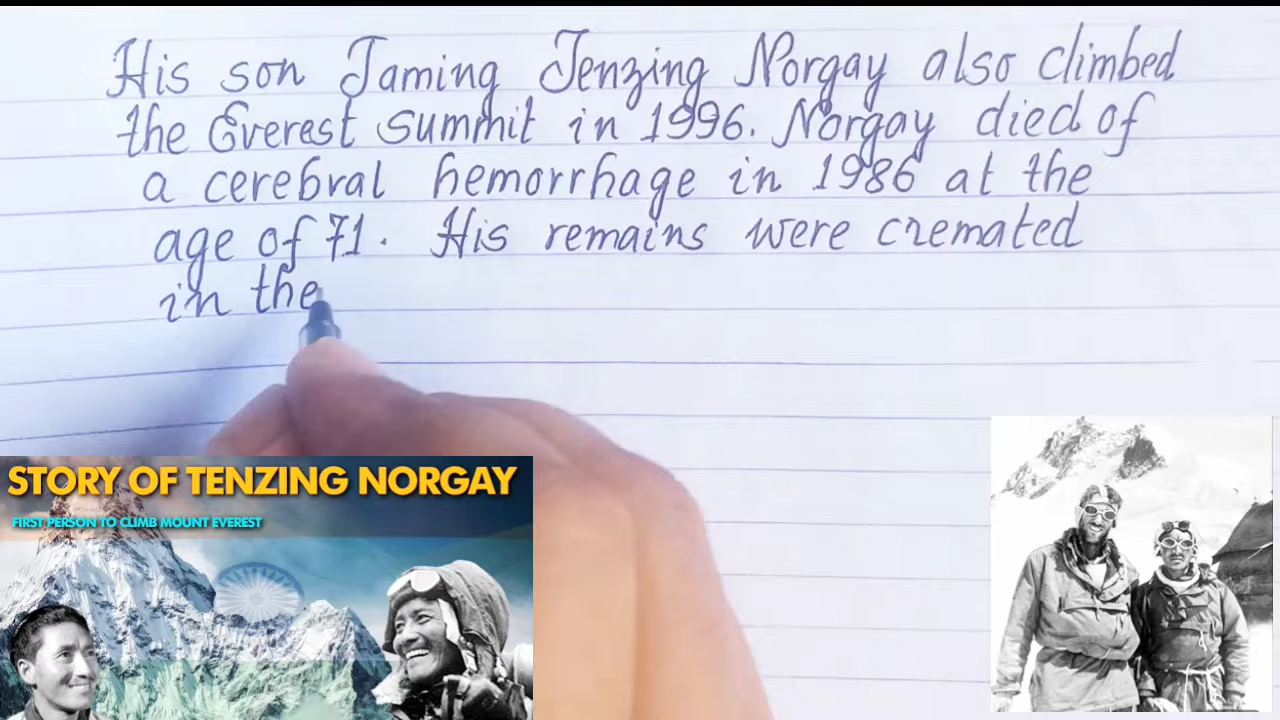 His son Jaming Tenzing Norgay also climbed
the Everest summit in 1996. Norgay died of
a cerebral hemorrhage in 1986 at the
age of 71. His remains were cremated
in the
STORY OF TENZING NORGAY
FIRST PERSON TO CLIMB MOUNT EVEREST